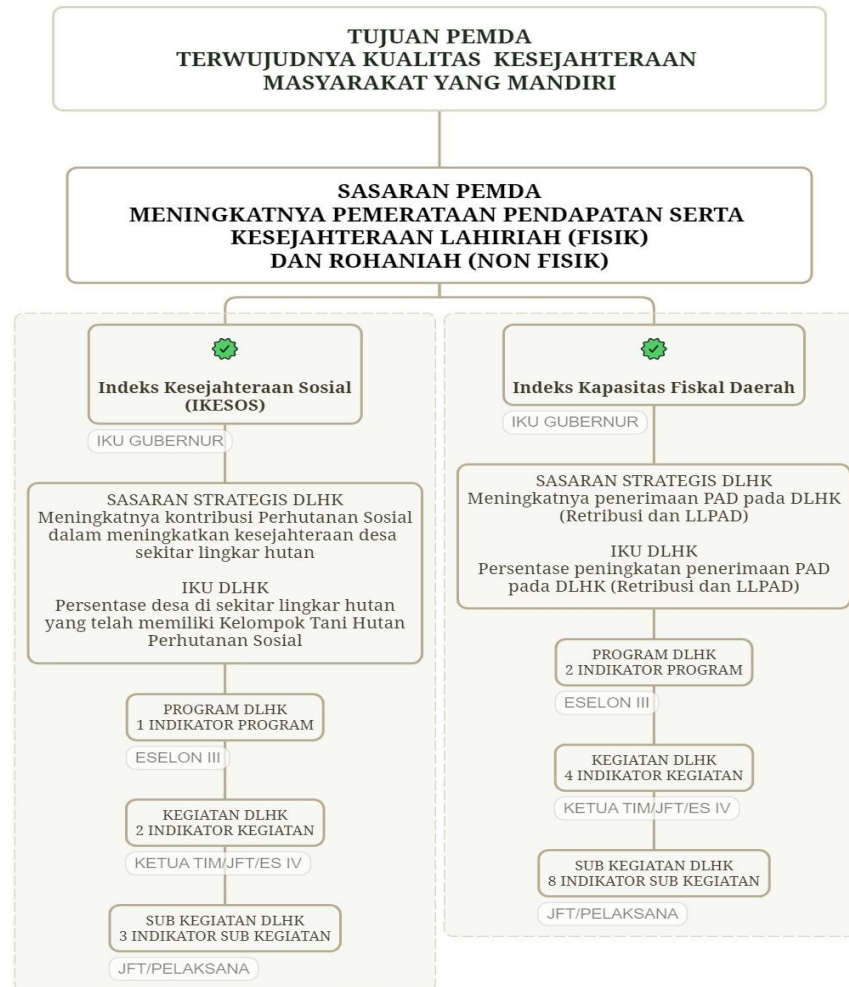 TUJUAN PEMDA
TERWUJUDNYA KUALITAS KESEJAHTERAAN
MASYARAKAT YANG MANDIRI
SASARAN PEMDA
MENINGKATNYA PEMERATAAN PENDAPATAN SERTA
KESEJAHTERAAN LAHIRIAH (FISIK)
DAN ROHANIAH (NON FISIK)
Indeks Kesejahteraan Sosial
(IKESOS)
IKU GUBERNUR
SASARAN STRATEGIS DLHK
Meningkatnya kontribusi Perhutanan Sosial
dalam meningkatkan kesejahteraan desa
sekitar lingkar hutan
IKU DLHK
Persentase desa di sekitar lingkar hutan
yang telah memiliki Kelompok Tani Hutan
Perhutanan Sosial
PROGRAM DLHK
1 INDIKATOR PROGRAM
ESELON III
KEGIATAN DLHK
2 INDIKATOR KEGIATAN
KETUA TIM/JFT/ES IV
SUB KEGIATAN DLHK
3 INDIKATOR SUB KEGIATAN
JFT/PELAKSANA
Indeks Kapasitas Fiskal Daerah
IKU GUBERNUR
SASARAN STRATEGIS DLHK
Meningkatnya penerimaan PAD pada DLHK
(Retribusi dan LLPAD)
IKU DLHK
Persentase peningkatan penerimaan PAD
pada DLHK (Retribusi dan LLPAD)
PROGRAM DLHK
2 INDIKATOR PROGRAM
ESELON III
KEGIATAN DLHK
4 INDIKATOR KEGIATAN
KETUA TIM/JFT/ES IV
SUB KEGIATAN DLHK
8 INDIKATOR SUB KEGIATAN
JFT/PELAKSANA